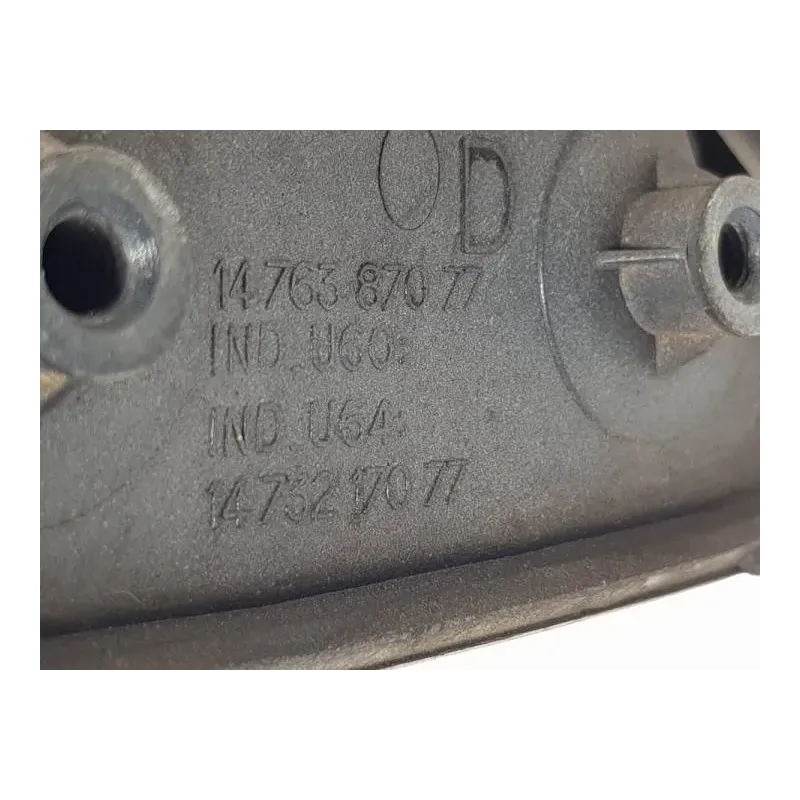 D
14763 870 77
IND. U60:
IND. U64:
14732 170 77